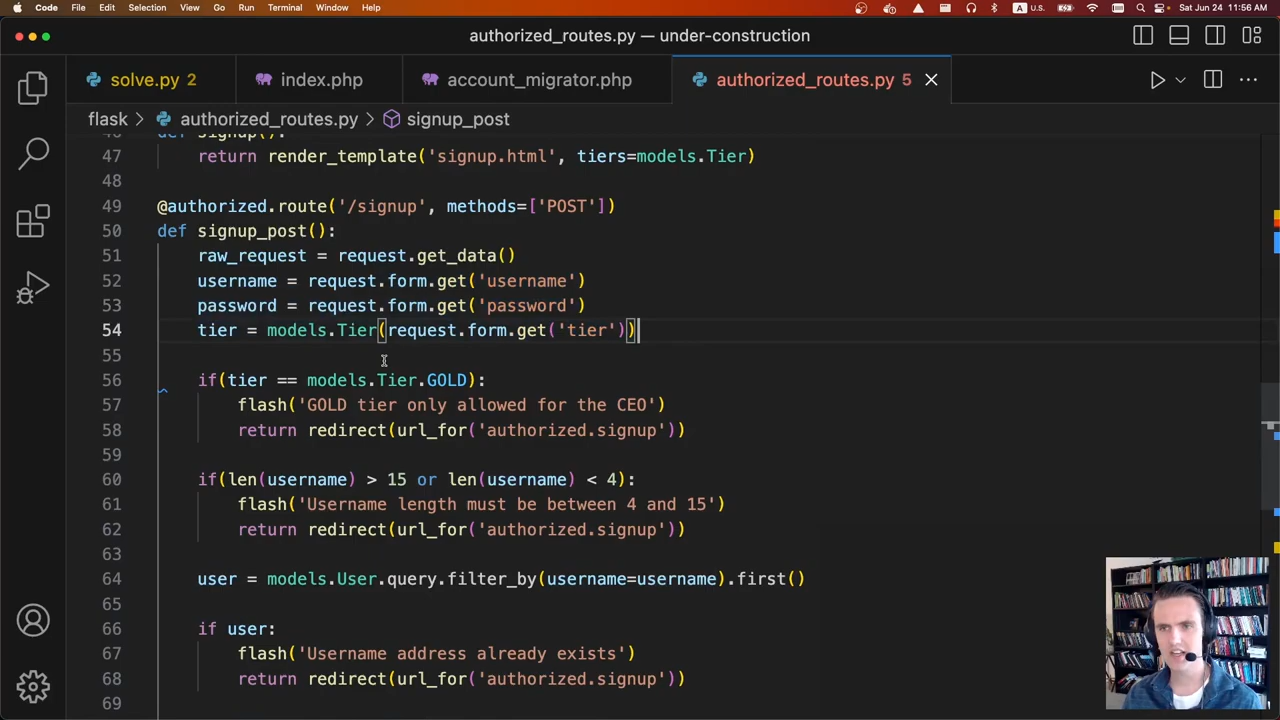 Code File Edit Selection View Go Run Terminal Window Help A U.S. Sat Jun 24 11:56 AM
authorized_routes.py — under-construction
solve.py 2 index.php account_migrator.php authorized_routes.py 5
flask > authorized_routes.py > signup_post
46 def signup():
47 return render_template('signup.html', tiers=models.Tier)
48
49 @authorized.route('/signup', methods=['POST'])
50 def signup_post():
51 raw_request = request.get_data()
52 username = request.form.get('username')
53 password = request.form.get('password')
54 tier = models.Tier(request.form.get('tier'))
55
56 if(tier == models.Tier.GOLD):
57 flash('GOLD tier only allowed for the CEO')
58 return redirect(url_for('authorized.signup'))
59
60 if(len(username) > 15 or len(username) < 4):
61 flash('Username length must be between 4 and 15')
62 return redirect(url_for('authorized.signup'))
63
64 user = models.User.query.filter_by(username=username).first()
65
66 if user:
67 flash('Username address already exists')
68 return redirect(url_for('authorized.signup'))
69